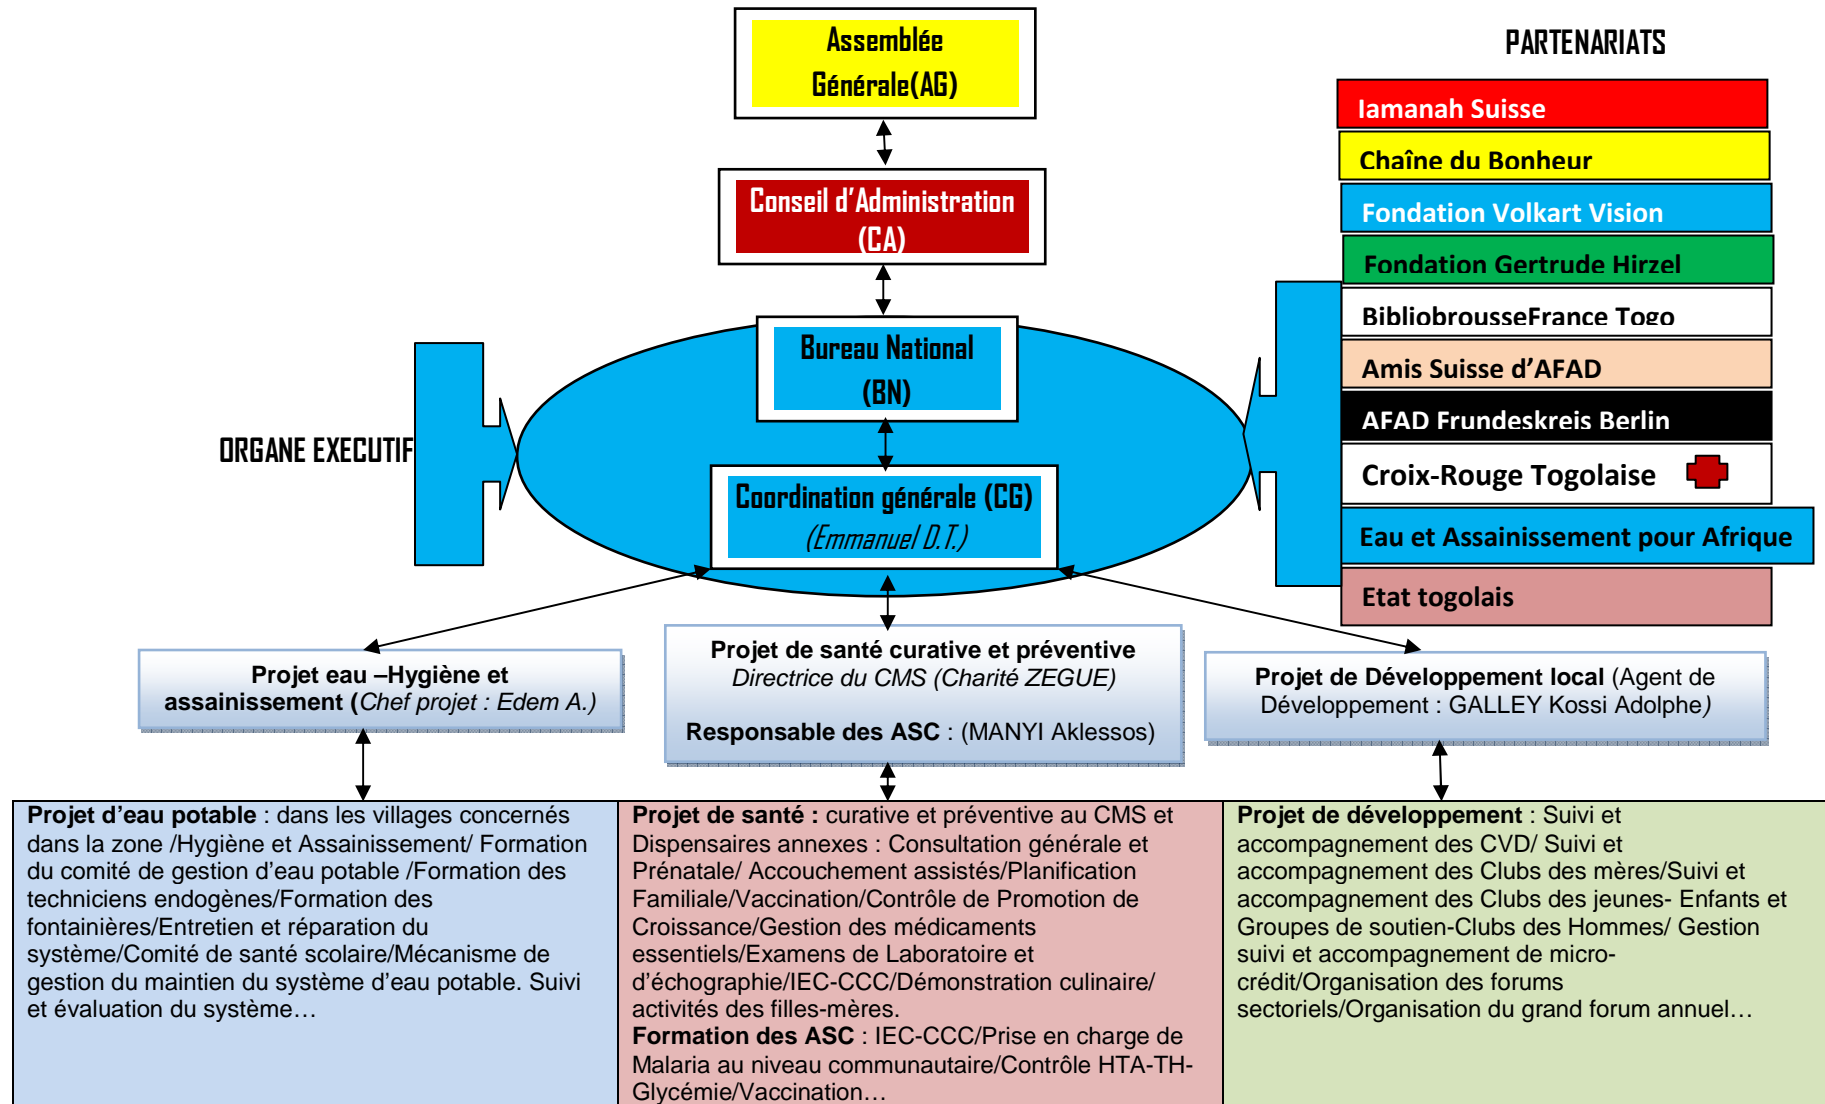 Assemblée
Générale(AG)
Conseil d'Administration
(CA)
Bureau National
(BN)
ORGANE EXECUTIF
Coordination générale (CG)
(Emmanuel D.T.)
PARTENARIATS
Iamanah Suisse
Chaîne du Bonheur
Fondation Volkart Vision
Fondation Gertrude Hirzel
BibliobrousseFrance Togo
Amis Suisse d'AFAD
AFAD Frundeskreis Berlin
Croix-Rouge Togolaise
Eau et Assainissement pour Afrique
Etat togolais
Projet eau –Hygiène et
assainissement (Chef projet : Edem A.)
Projet de santé curative et préventive
Directrice du CMS (Charité ZEGUE)
Responsable des ASC : (MANYI Aklessos)
Projet de Développement local (Agent de
Développement : GALLEY Kossi Adolphe)
Projet d'eau potable : dans les villages concernés
dans la zone /Hygiène et Assainissement/ Formation
du comité de gestion d'eau potable /Formation des
techniciens endogènes/Formation des
fontainières/Entretien et réparation du
système/Comité de santé scolaire/Mécanisme de
gestion du maintien du système d'eau potable. Suivi
et évaluation du système…
Projet de santé : curative et préventive au CMS et
Dispensaires annexes : Consultation générale et
Prénatale/ Accouchement assistés/Planification
Familiale/Vaccination/Contrôle de Promotion de
Croissance/Gestion des médicaments
essentiels/Examens de Laboratoire et
d'échographie/IEC-CCC/Démonstration culinaire/
activités des filles-mères.
Formation des ASC : IEC-CCC/Prise en charge de
Malaria au niveau communautaire/Contrôle HTA-TH-
Glycémie/Vaccination…
Projet de développement : Suivi et
accompagnement des CVD/ Suivi et
accompagnement des Clubs des mères/Suivi et
accompagnement des Clubs des jeunes- Enfants et
Groupes de soutien-Clubs des Hommes/ Gestion
suivi et accompagnement de micro-
crédit/Organisation des forums
sectoriels/Organisation du grand forum annuel…